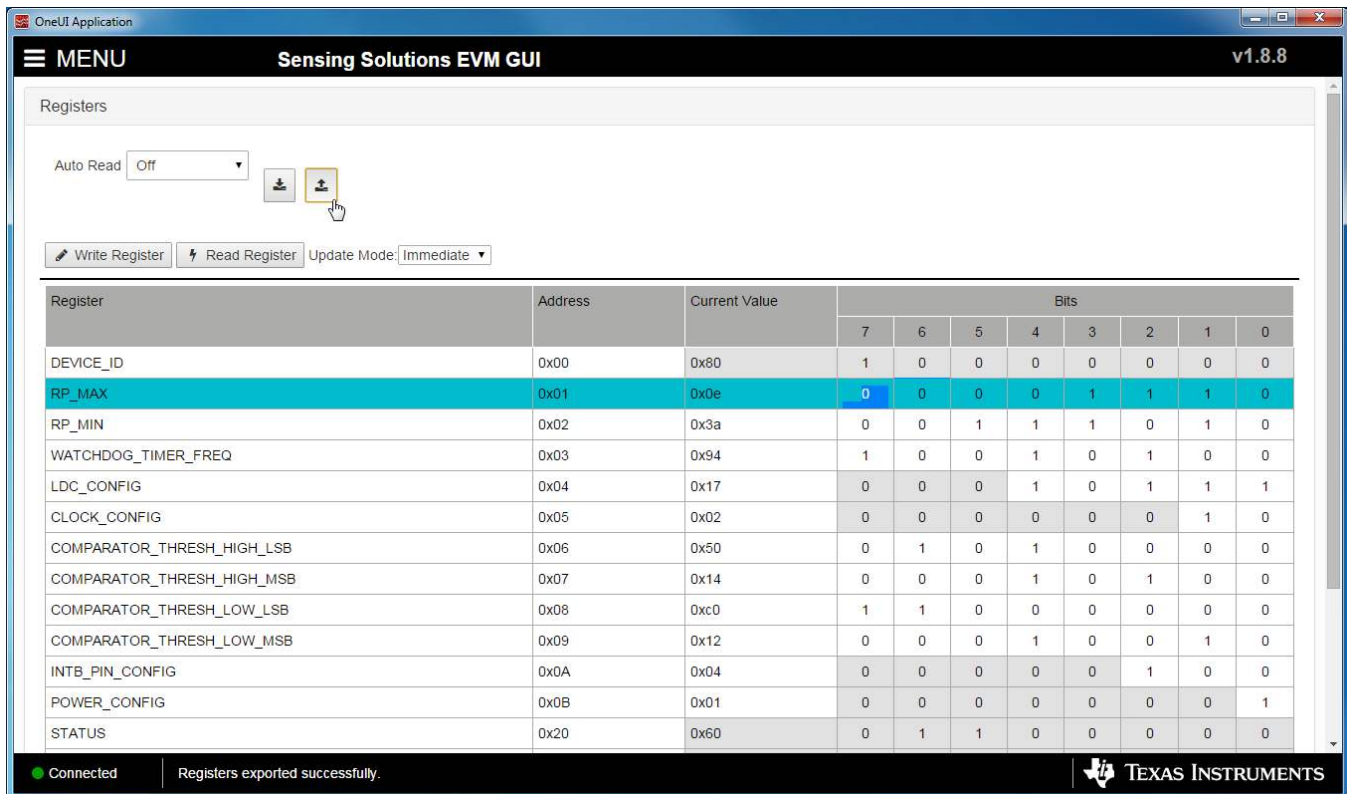 OneUI Application
MENU Sensing Solutions EVM GUI v1.8.8
Registers
Auto Read Off
Write Register Read Register Update Mode: Immediate
Register Address Current Value Bits
7 6 5 4 3 2 1 0
DEVICE_ID 0x00 0x80 1 0 0 0 0 0 0 0
RP_MAX 0x01 0x0e 0 0 0 0 1 1 1 0
RP_MIN 0x02 0x3a 0 0 1 1 1 0 1 0
WATCHDOG_TIMER_FREQ 0x03 0x94 1 0 0 1 0 1 0 0
LDC_CONFIG 0x04 0x17 0 0 0 1 0 1 1 1
CLOCK_CONFIG 0x05 0x02 0 0 0 0 0 0 1 0
COMPARATOR_THRESH_HIGH_LSB 0x06 0x50 0 1 0 1 0 0 0 0
COMPARATOR_THRESH_HIGH_MSB 0x07 0x14 0 0 0 1 0 1 0 0
COMPARATOR_THRESH_LOW_LSB 0x08 0xc0 1 1 0 0 0 0 0 0
COMPARATOR_THRESH_LOW_MSB 0x09 0x12 0 0 0 1 0 0 1 0
INTB_PIN_CONFIG 0x0A 0x04 0 0 0 0 0 1 0 0
POWER_CONFIG 0x0B 0x01 0 0 0 0 0 0 0 1
STATUS 0x20 0x60 0 1 1 0 0 0 0 0
Connected Registers exported successfully. TEXAS INSTRUMENTS